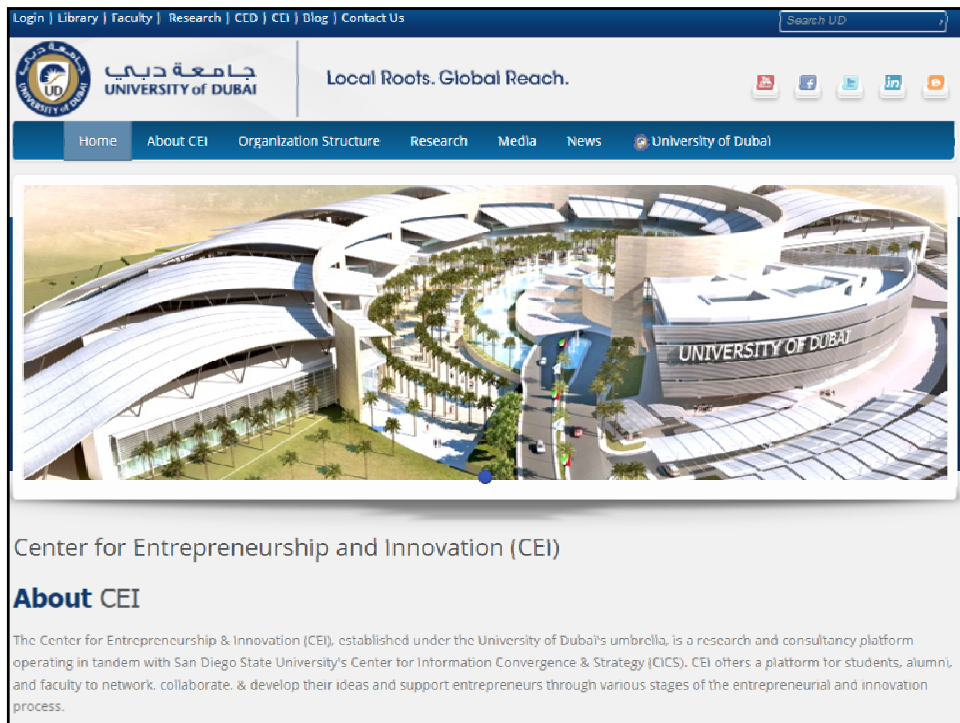 Login | Library | Faculty | Research | CED | CEI | Blog | Contact Us
Search UD
جامعة دبي
UNIVERSITY of DUBAI
Local Roots. Global Reach.
UD
Home About CEI Organization Structure Research Media News University of Dubai
UNIVERSITY OF DUBAI
Center for Entrepreneurship and Innovation (CEI)
About CEI
The Center for Entrepreneurship & Innovation (CEI), established under the University of Dubai's umbrella, is a research and consultancy platform
operating in tandem with San Diego State University's Center for Information Convergence & Strategy (CICS). CEI offers a platform for students, alumni,
and faculty to network, collaborate, & develop their ideas and support entrepreneurs through various stages of the entrepreneurial and innovation
process.